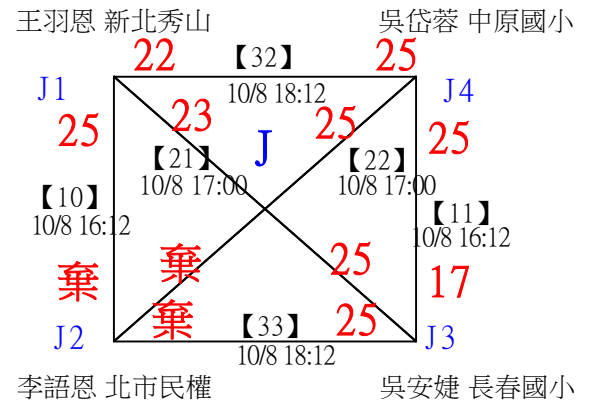 王羽恩 新北秀山
吳岱蓉 中原國小
22
【32】
25
J1
10/8 18:12
J4
25
23
J
25
25
【21】
【22】
10/8 17:00
10/8 17:00
【10】
【11】
10/8 16:12
10/8 16:12
棄
棄
25
17
棄
【33】
25
J2
10/8 18:12
J3
李語恩 北市民權
吳安婕 長春國小